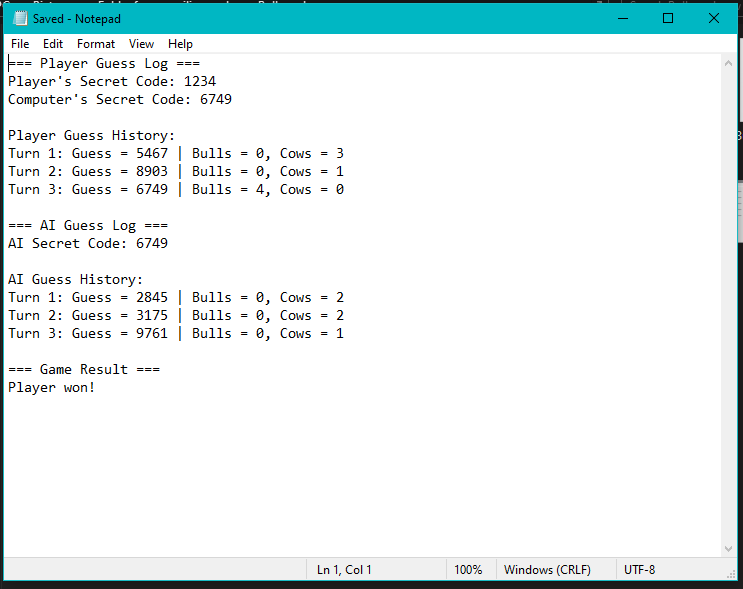 Saved - Notepad
File Edit Format View Help
=== Player Guess Log ===
Player's Secret Code: 1234
Computer's Secret Code: 6749
Player Guess History:
Turn 1: Guess = 5467 | Bulls = 0, Cows = 3
Turn 2: Guess = 8903 | Bulls = 0, Cows = 1
Turn 3: Guess = 6749 | Bulls = 4, Cows = 0
=== AI Guess Log ===
AI Secret Code: 6749
AI Guess History:
Turn 1: Guess = 2845 | Bulls = 0, Cows = 2
Turn 2: Guess = 3175 | Bulls = 0, Cows = 2
Turn 3: Guess = 9761 | Bulls = 0, Cows = 1
=== Game Result ===
Player won!
Ln 1, Col 1 100% Windows (CRLF) UTF-8